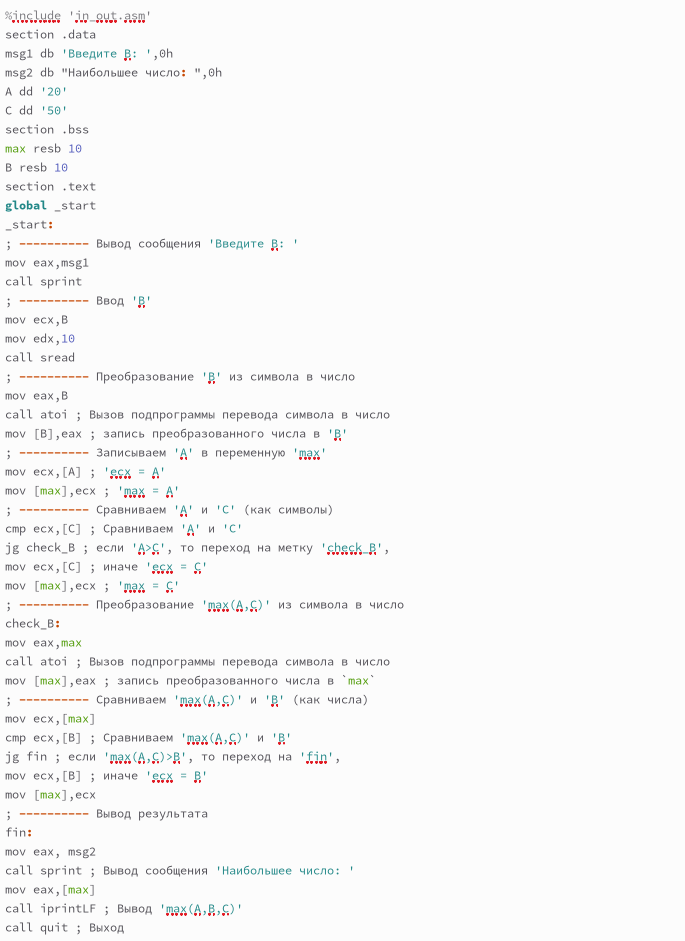 %include 'in_out.asm'
section .data
msg1 db 'Введите B: ',0h
msg2 db "Наибольшее число: ",0h
A dd '20'
C dd '50'
section .bss
max resb 10
B resb 10
section .text
global _start
_start:
; ---------- Вывод сообщения 'Введите B: '
mov eax,msg1
call sprint
; ---------- Ввод 'B'
mov ecx,B
mov edx,10
call sread
; ---------- Преобразование 'B' из символа в число
mov eax,B
call atoi ; Вызов подпрограммы перевода символа в число
mov [B],eax ; запись преобразованного числа в 'B'
; ---------- Записываем 'A' в переменную 'max'
mov ecx,[A] ; 'ecx = A'
mov [max],ecx ; 'max = A'
; ---------- Сравниваем 'A' и 'С' (как символы)
cmp ecx,[C] ; Сравниваем 'A' и 'С'
jg check_B ; если 'A>C', то переход на метку 'check_B',
mov ecx,[C] ; иначе 'ecx = C'
mov [max],ecx ; 'max = C'
; ---------- Преобразование 'max(A,C)' из символа в число
check_B:
mov eax,max
call atoi ; Вызов подпрограммы перевода символа в число
mov [max],eax ; запись преобразованного числа в `max`
; ---------- Сравниваем 'max(A,C)' и 'B' (как числа)
mov ecx,[max]
cmp ecx,[B] ; Сравниваем 'max(A,C)' и 'B'
jg fin ; если 'max(A,C)>B', то переход на 'fin',
mov ecx,[B] ; иначе 'ecx = B'
mov [max],ecx
; ---------- Вывод результата
fin:
mov eax, msg2
call sprint ; Вывод сообщения 'Наибольшее число: '
mov eax,[max]
call iprintLF ; Вывод 'max(A,B,C)'
call quit ; Выход